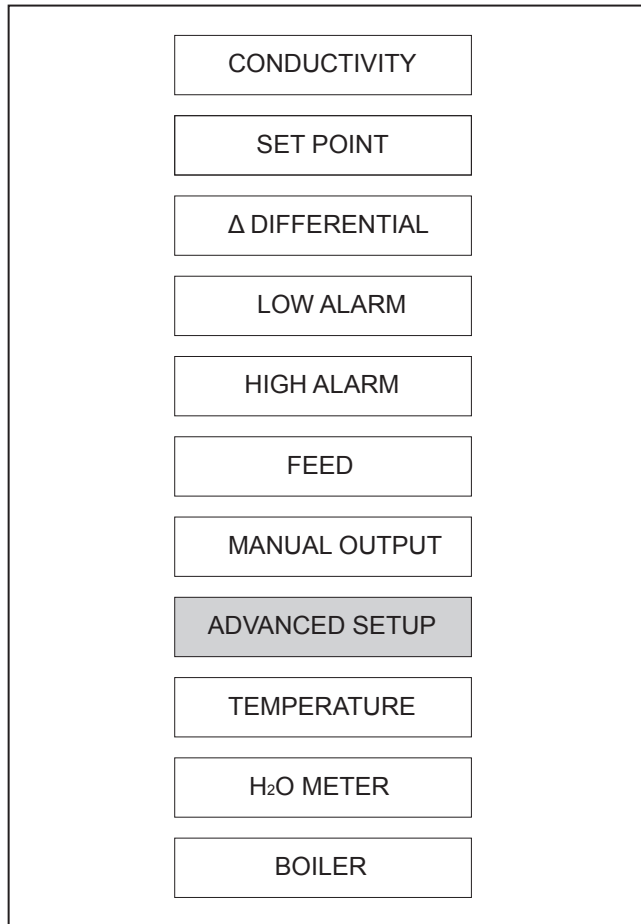 CONDUCTIVITY
SET POINT
Δ DIFFERENTIAL
LOW ALARM
HIGH ALARM
FEED
MANUAL OUTPUT
ADVANCED SETUP
TEMPERATURE
H₂O METER
BOILER